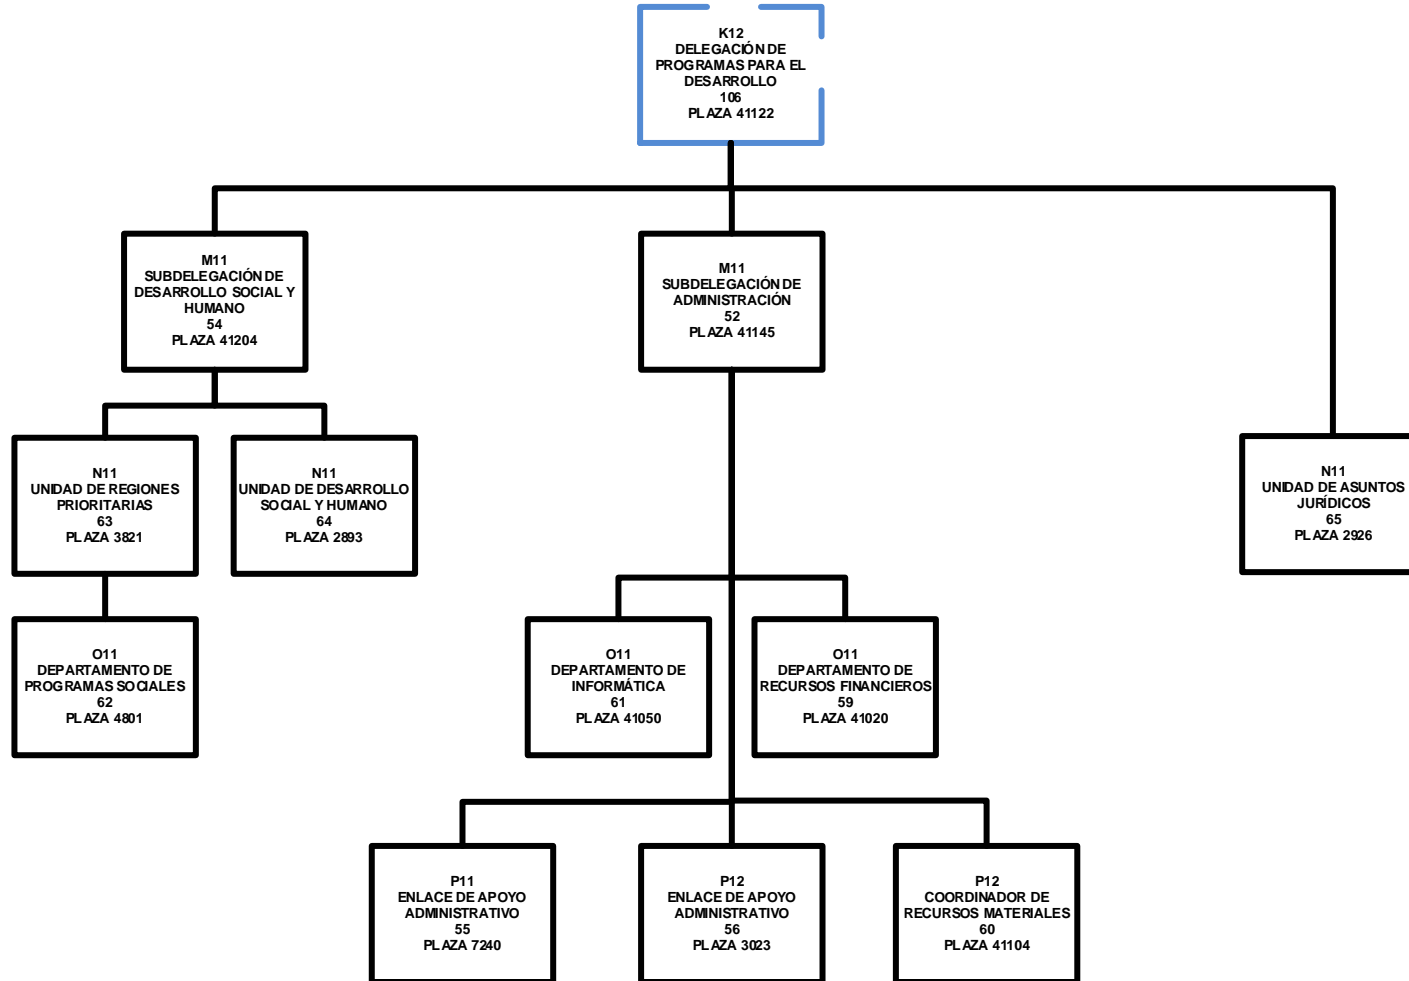 K12
DELEGACIÓN DE
PROGRAMAS PARA EL
DESARROLLO
106
PLAZA 41122
M11
SUBDELEGACIÓN DE
DESARROLLO SOCIAL Y
HUMANO
54
PLAZA 41204
M11
SUBDELEGACIÓN DE
ADMINISTRACIÓN
52
PLAZA 41145
N11
UNIDAD DE REGIONES
PRIORITARIAS
63
PLAZA 3821
N11
UNIDAD DE DESARROLLO
SOCIAL Y HUMANO
64
PLAZA 2893
N11
UNIDAD DE ASUNTOS
JURÍDICOS
65
PLAZA 2926
O11
DEPARTAMENTO DE
PROGRAMAS SOCIALES
62
PLAZA 4801
O11
DEPARTAMENTO DE
INFORMÁTICA
61
PLAZA 41050
O11
DEPARTAMENTO DE
RECURSOS FINANCIEROS
59
PLAZA 41020
P11
ENLACE DE APOYO
ADMINISTRATIVO
55
PLAZA 7240
P12
ENLACE DE APOYO
ADMINISTRATIVO
56
PLAZA 3023
P12
COORDINADOR DE
RECURSOS MATERIALES
60
PLAZA 41104